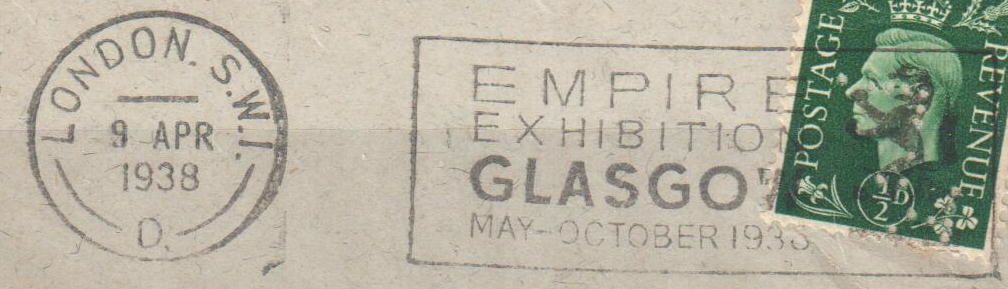 LONDON. S.W.1.
9 APR
1938
D.
EMPIRE
EXHIBITION
GLASGOW
MAY-OCTOBER 1938
POSTAGE
REVENUE
½D